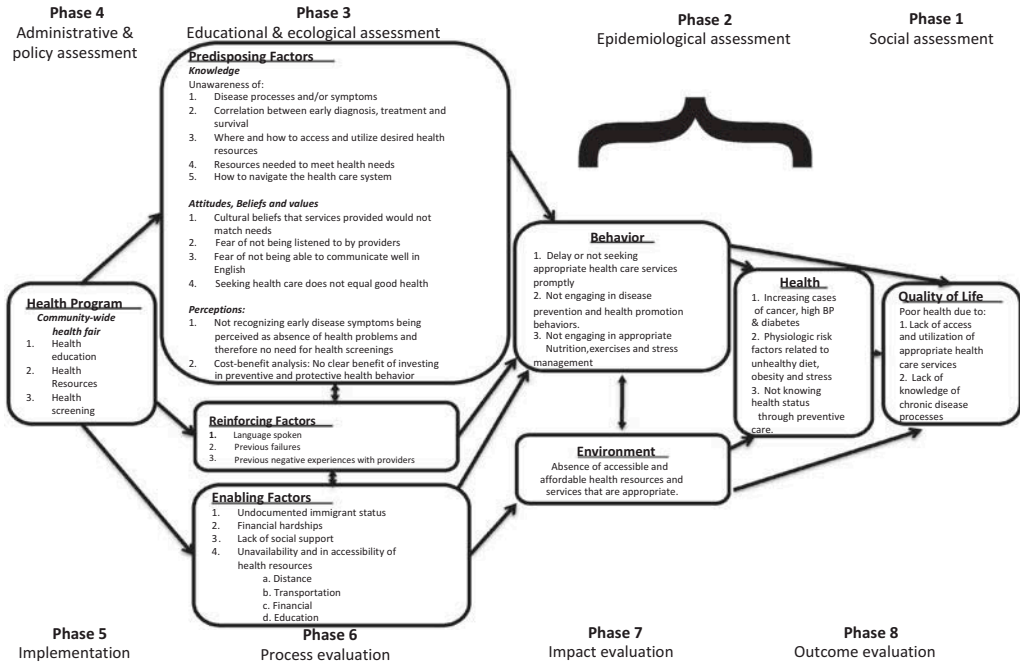 Phase 4
Administrative &
policy assessment
Phase 3
Educational & ecological assessment
Phase 2
Epidemiological assessment
Phase 1
Social assessment
Predisposing Factors
Knowledge
Unawareness of:
1. Disease processes and/or symptoms
2. Correlation between early diagnosis, treatment and
survival
3. Where and how to access and utilize desired health
resources
4. Resources needed to meet health needs
5. How to navigate the health care system
Attitudes, Beliefs and values
1. Cultural beliefs that services provided would not
match needs
2. Fear of not being listened to by providers
3. Fear of not being able to communicate well in
English
4. Seeking health care does not equal good health
Perceptions:
1. Not recognizing early disease symptoms being
perceived as absence of health problems and
therefore no need for health screenings
2. Cost-benefit analysis: No clear benefit of investing
in preventive and protective health behavior
Health Program
Community-wide
health fair
1. Health
education
2. Health
Resources
3. Health
screening
Reinforcing Factors
1. Language spoken
2. Previous failures
3. Previous negative experiences with providers
Enabling Factors
1. Undocumented immigrant status
2. Financial hardships
3. Lack of social support
4. Unavailability and in accessibility of
health resources
a. Distance
b. Transportation
c. Financial
d. Education
Behavior
1. Delay or not seeking
appropriate health care services
promptly
2. Not engaging in disease
prevention and health promotion
behaviors.
3. Not engaging in appropriate
Nutrition,exercises and stress
management
Environment
Absence of accessible and
affordable health resources and
services that are appropriate.
Health
1. Increasing cases
of cancer, high BP
& diabetes
2. Physiologic risk
factors related to
unhealthy diet,
obesity and stress
3. Not knowing
health status
through preventive
care.
Quality of Life
Poor health due to:
1. Lack of access
and utilization of
appropriate health
care services
2. Lack of
knowledge of
chronic disease
processes
Phase 5
Implementation
Phase 6
Process evaluation
Phase 7
Impact evaluation
Phase 8
Outcome evaluation